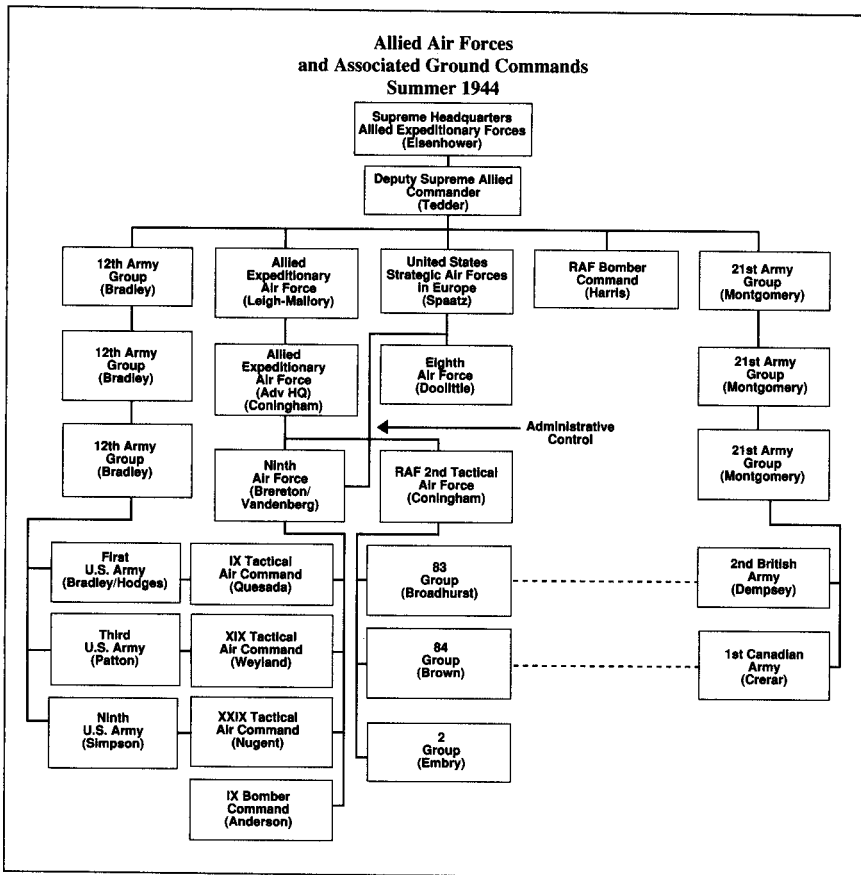 Allied Air Forces
and Associated Ground Commands
Summer 1944
Supreme Headquarters
Allied Expeditionary Forces
(Eisenhower)
Deputy Supreme Allied
Commander
(Tedder)
12th Army
Group
(Bradley)
Allied
Expeditionary
Air Force
(Leigh-Mallory)
United States
Strategic Air Forces
in Europe
(Spaatz)
RAF Bomber
Command
(Harris)
21st Army
Group
(Montgomery)
12th Army
Group
(Bradley)
Allied
Expeditionary
Air Force
(Adv HQ)
(Coningham)
Eighth
Air Force
(Doolittle)
21st Army
Group
(Montgomery)
Administrative
Control
12th Army
Group
(Bradley)
Ninth
Air Force
(Brereton/
Vandenberg)
RAF 2nd Tactical
Air Force
(Coningham)
21st Army
Group
(Montgomery)
First
U.S. Army
(Bradley/Hodges)
IX Tactical
Air Command
(Quesada)
83
Group
(Broadhurst)
2nd British
Army
(Dempsey)
Third
U.S. Army
(Patton)
XIX Tactical
Air Command
(Weyland)
84
Group
(Brown)
1st Canadian
Army
(Crerar)
Ninth
U.S. Army
(Simpson)
XXIX Tactical
Air Command
(Nugent)
2
Group
(Embry)
IX Bomber
Command
(Anderson)